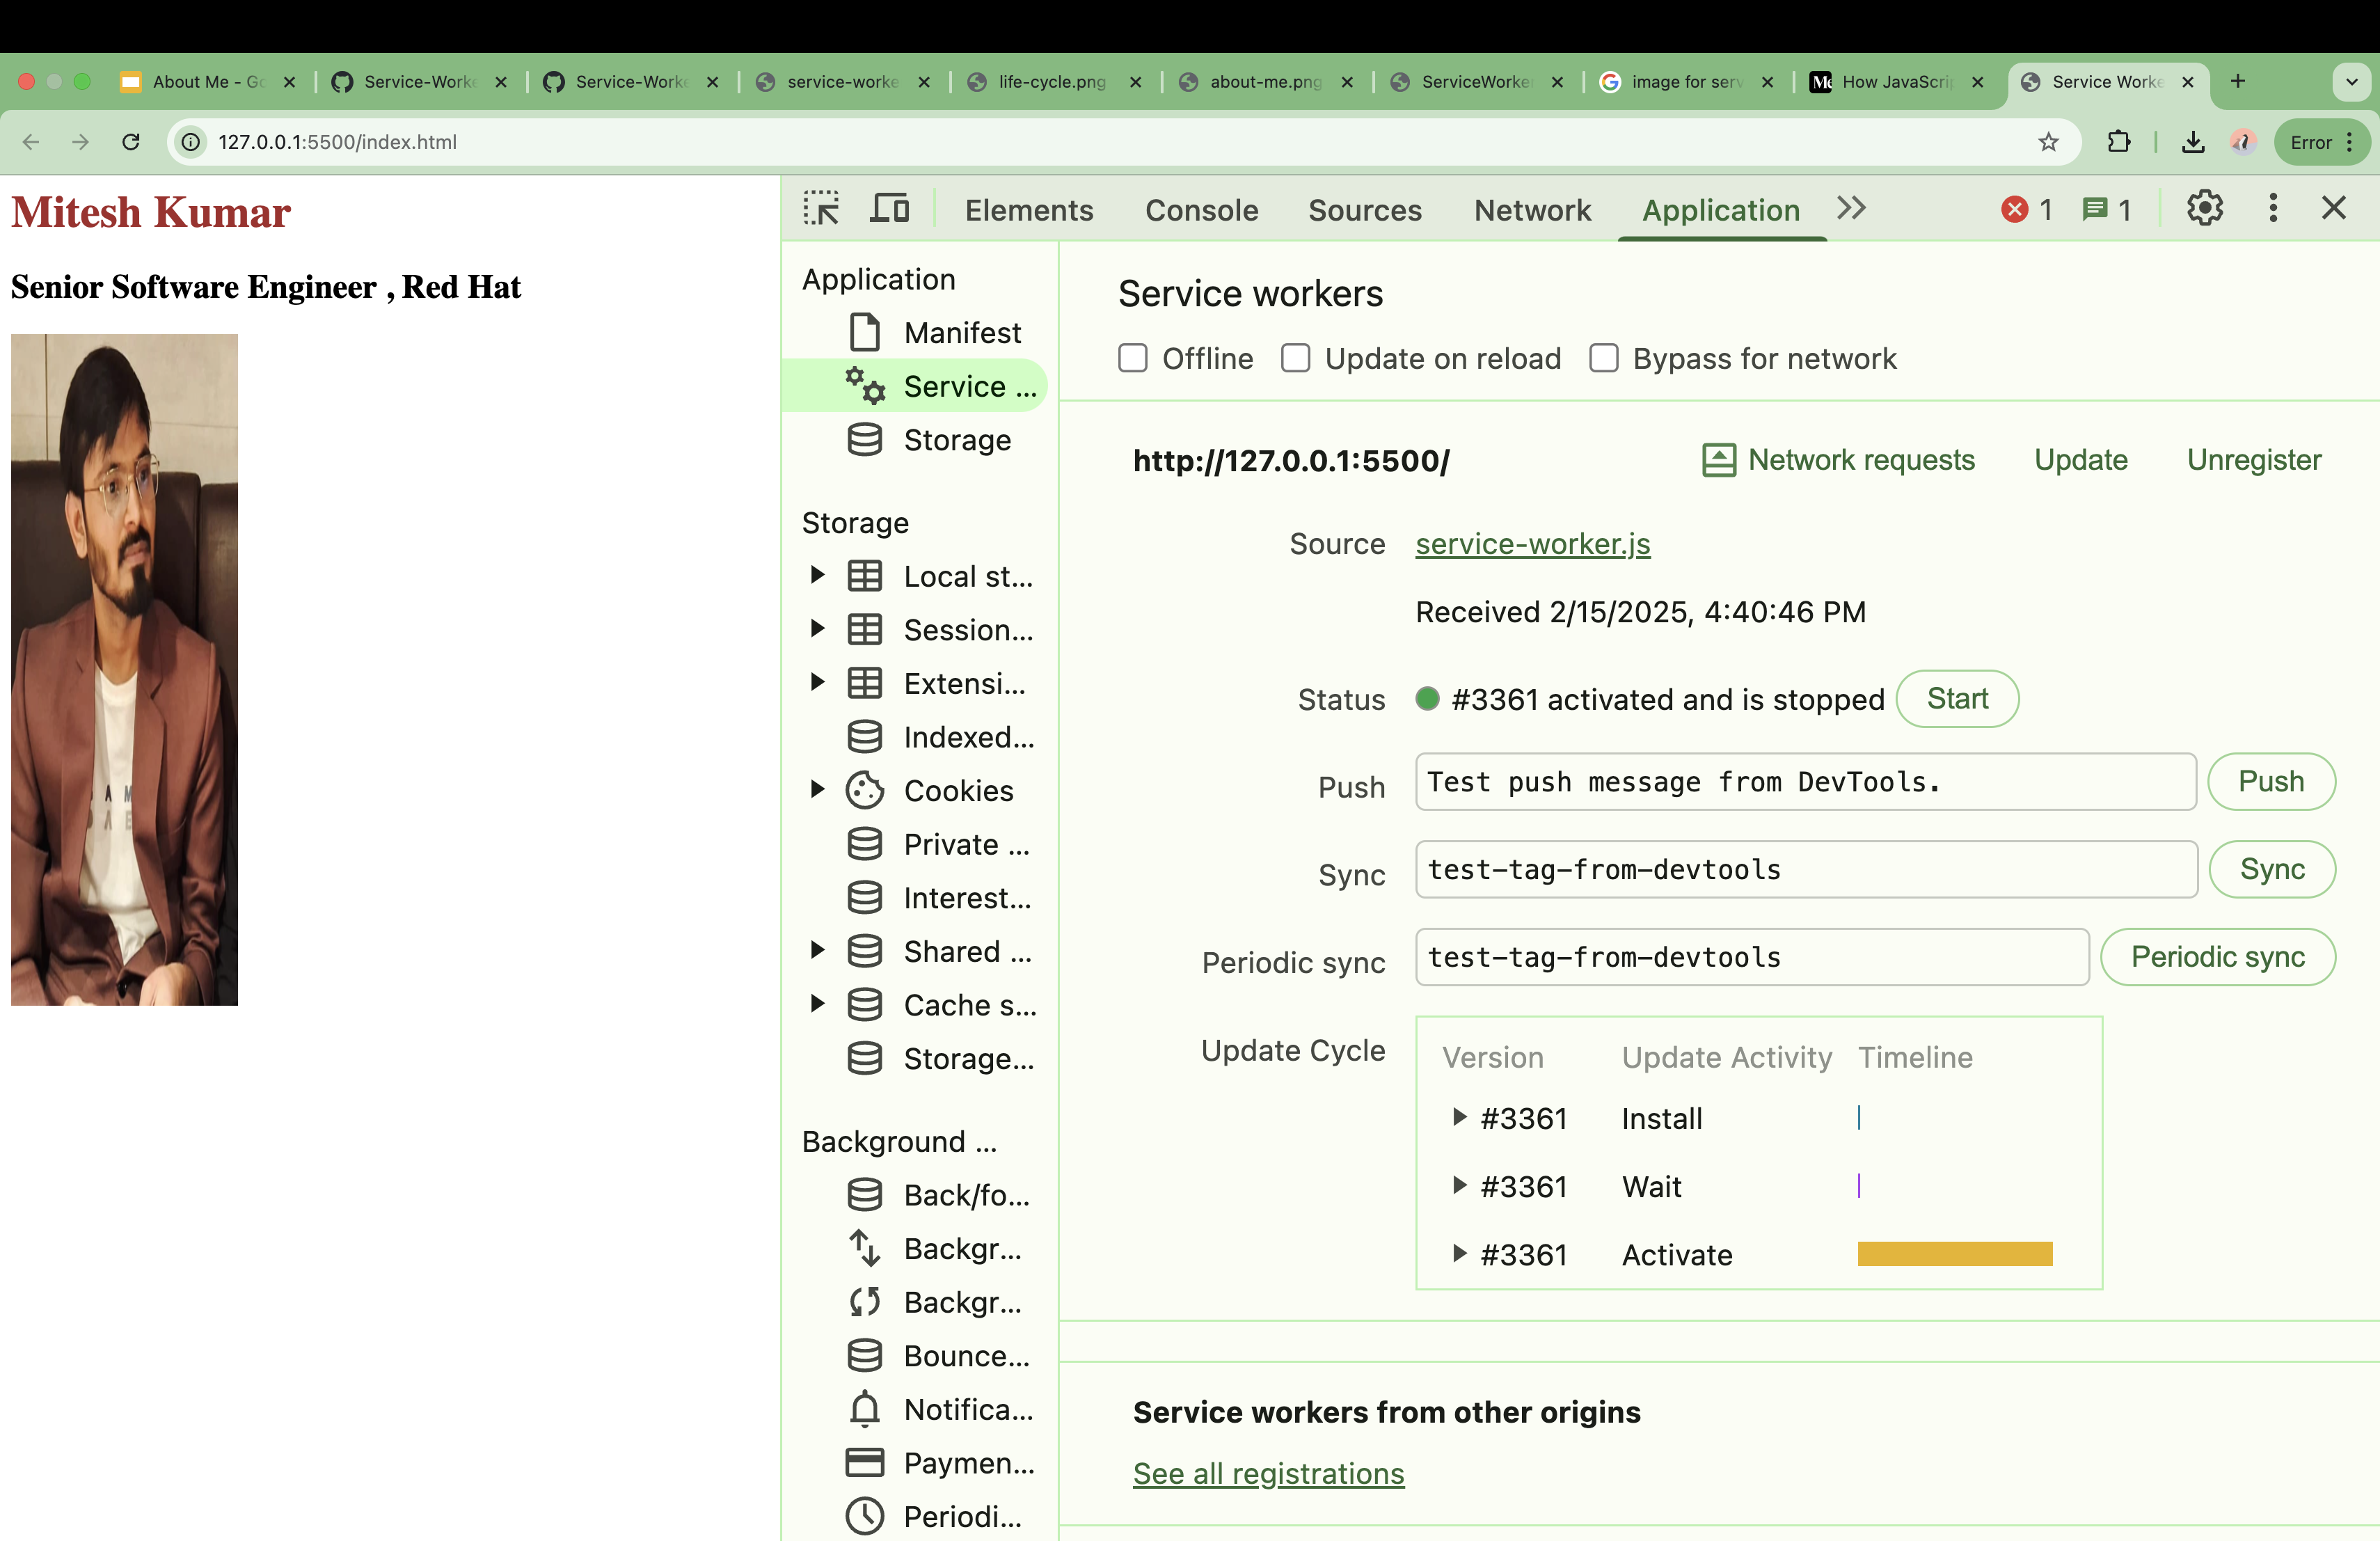 About Me - Go
Service-Worke
Service-Worke
service-worke
life-cycle.png
about-me.png
ServiceWorker
image for serv
Me
How JavaScrip
Service Worke
127.0.0.1:5500/index.html
Error
Mitesh Kumar
Senior Software Engineer , Red Hat
Elements Console Sources Network Application 1 1
Application
Manifest
Service ...
Storage
Storage
Local st...
Session...
Extensi...
Indexed...
Cookies
Private ...
Interest...
Shared ...
Cache s...
Storage...
Background ...
Back/fo...
Backgr...
Backgr...
Bounce...
Notifica...
Paymen...
Periodi...
Service workers
Offline Update on reload Bypass for network
http://127.0.0.1:5500/ Network requests Update Unregister
Source service-worker.js
Received 2/15/2025, 4:40:46 PM
Status #3361 activated and is stopped Start
Push Test push message from DevTools. Push
Sync test-tag-from-devtools Sync
Periodic sync test-tag-from-devtools Periodic sync
Update Cycle Version Update Activity Timeline
#3361 Install
#3361 Wait
#3361 Activate
Service workers from other origins
See all registrations